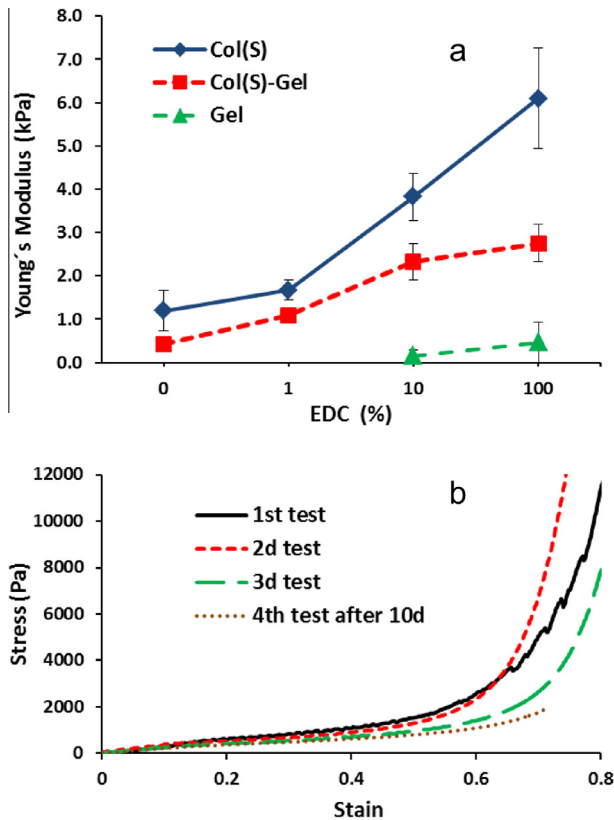 8.0
7.0
6.0
5.0
4.0
3.0
2.0
1.0
0.0
Young´s Modulus (kPa)
Col(S)
Col(S)-Gel
Gel
a
0 1 10 100
EDC (%)
12000
10000
8000
6000
4000
2000
0
Stress (Pa)
b
1st test
2d test
3d test
4th test after 10d
0 0.2 0.4 0.6 0.8
Stain